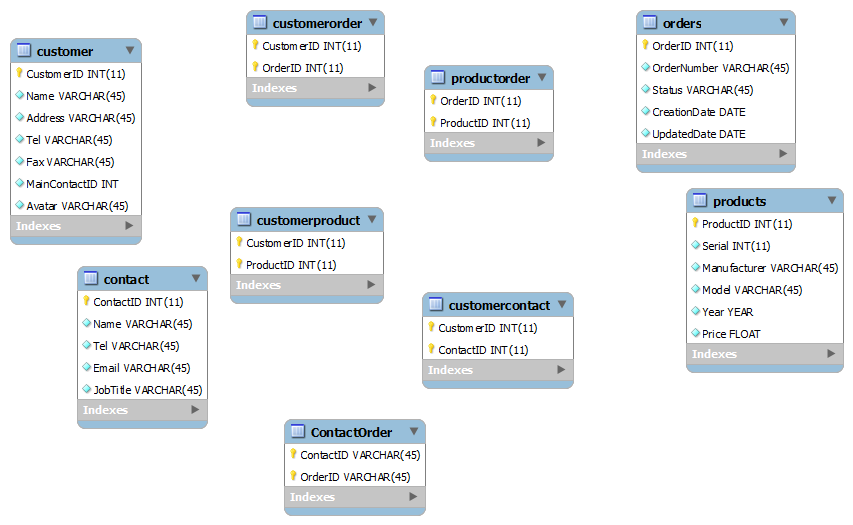 customer
CustomerID INT(11)
Name VARCHAR(45)
Address VARCHAR(45)
Tel VARCHAR(45)
Fax VARCHAR(45)
MainContactID INT
Avatar VARCHAR(45)
Indexes
customerorder
CustomerID INT(11)
OrderID INT(11)
Indexes
productorder
OrderID INT(11)
ProductID INT(11)
Indexes
orders
OrderID INT(11)
OrderNumber VARCHAR(45)
Status VARCHAR(45)
CreationDate DATE
UpdatedDate DATE
Indexes
customerproduct
CustomerID INT(11)
ProductID INT(11)
Indexes
products
ProductID INT(11)
Serial INT(11)
Manufacturer VARCHAR(45)
Model VARCHAR(45)
Year YEAR
Price FLOAT
Indexes
contact
ContactID INT(11)
Name VARCHAR(45)
Tel VARCHAR(45)
Email VARCHAR(45)
JobTitle VARCHAR(45)
Indexes
customercontact
CustomerID INT(11)
ContactID INT(11)
Indexes
ContactOrder
ContactID VARCHAR(45)
OrderID VARCHAR(45)
Indexes